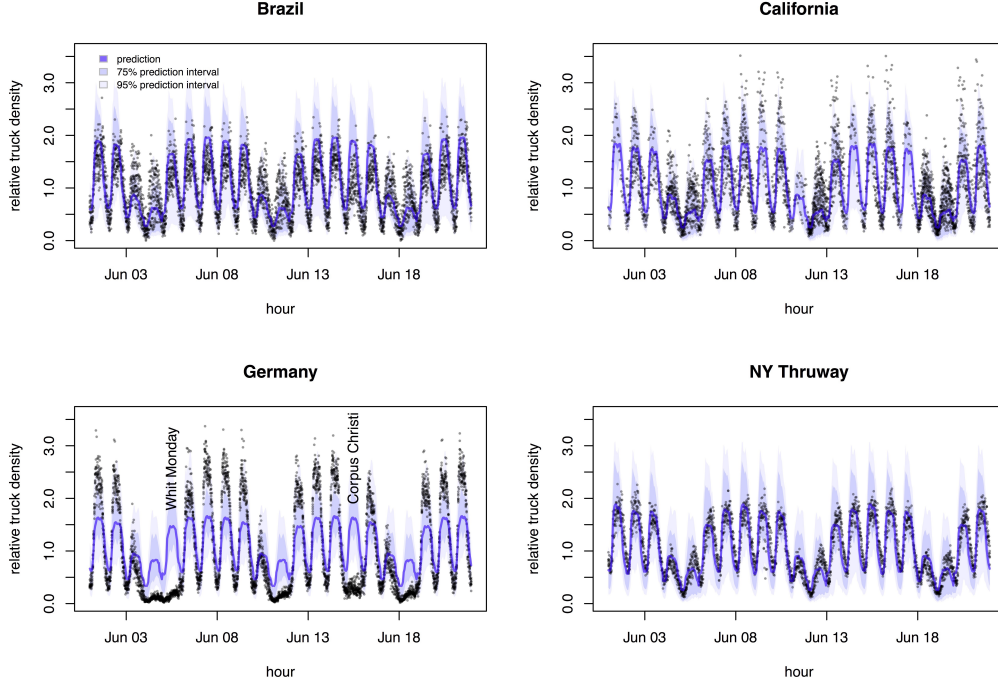 Brazil
prediction
75% prediction interval
95% prediction interval
relative truck density
0.0 1.0 2.0 3.0
Jun 03 Jun 08 Jun 13 Jun 18
hour
California
relative truck density
0.0 1.0 2.0 3.0
Jun 03 Jun 08 Jun 13 Jun 18
hour
Germany
Whit Monday
Corpus Christi
relative truck density
0.0 1.0 2.0 3.0
Jun 03 Jun 08 Jun 13 Jun 18
hour
NY Thruway
relative truck density
0.0 1.0 2.0 3.0
Jun 03 Jun 08 Jun 13 Jun 18
hour